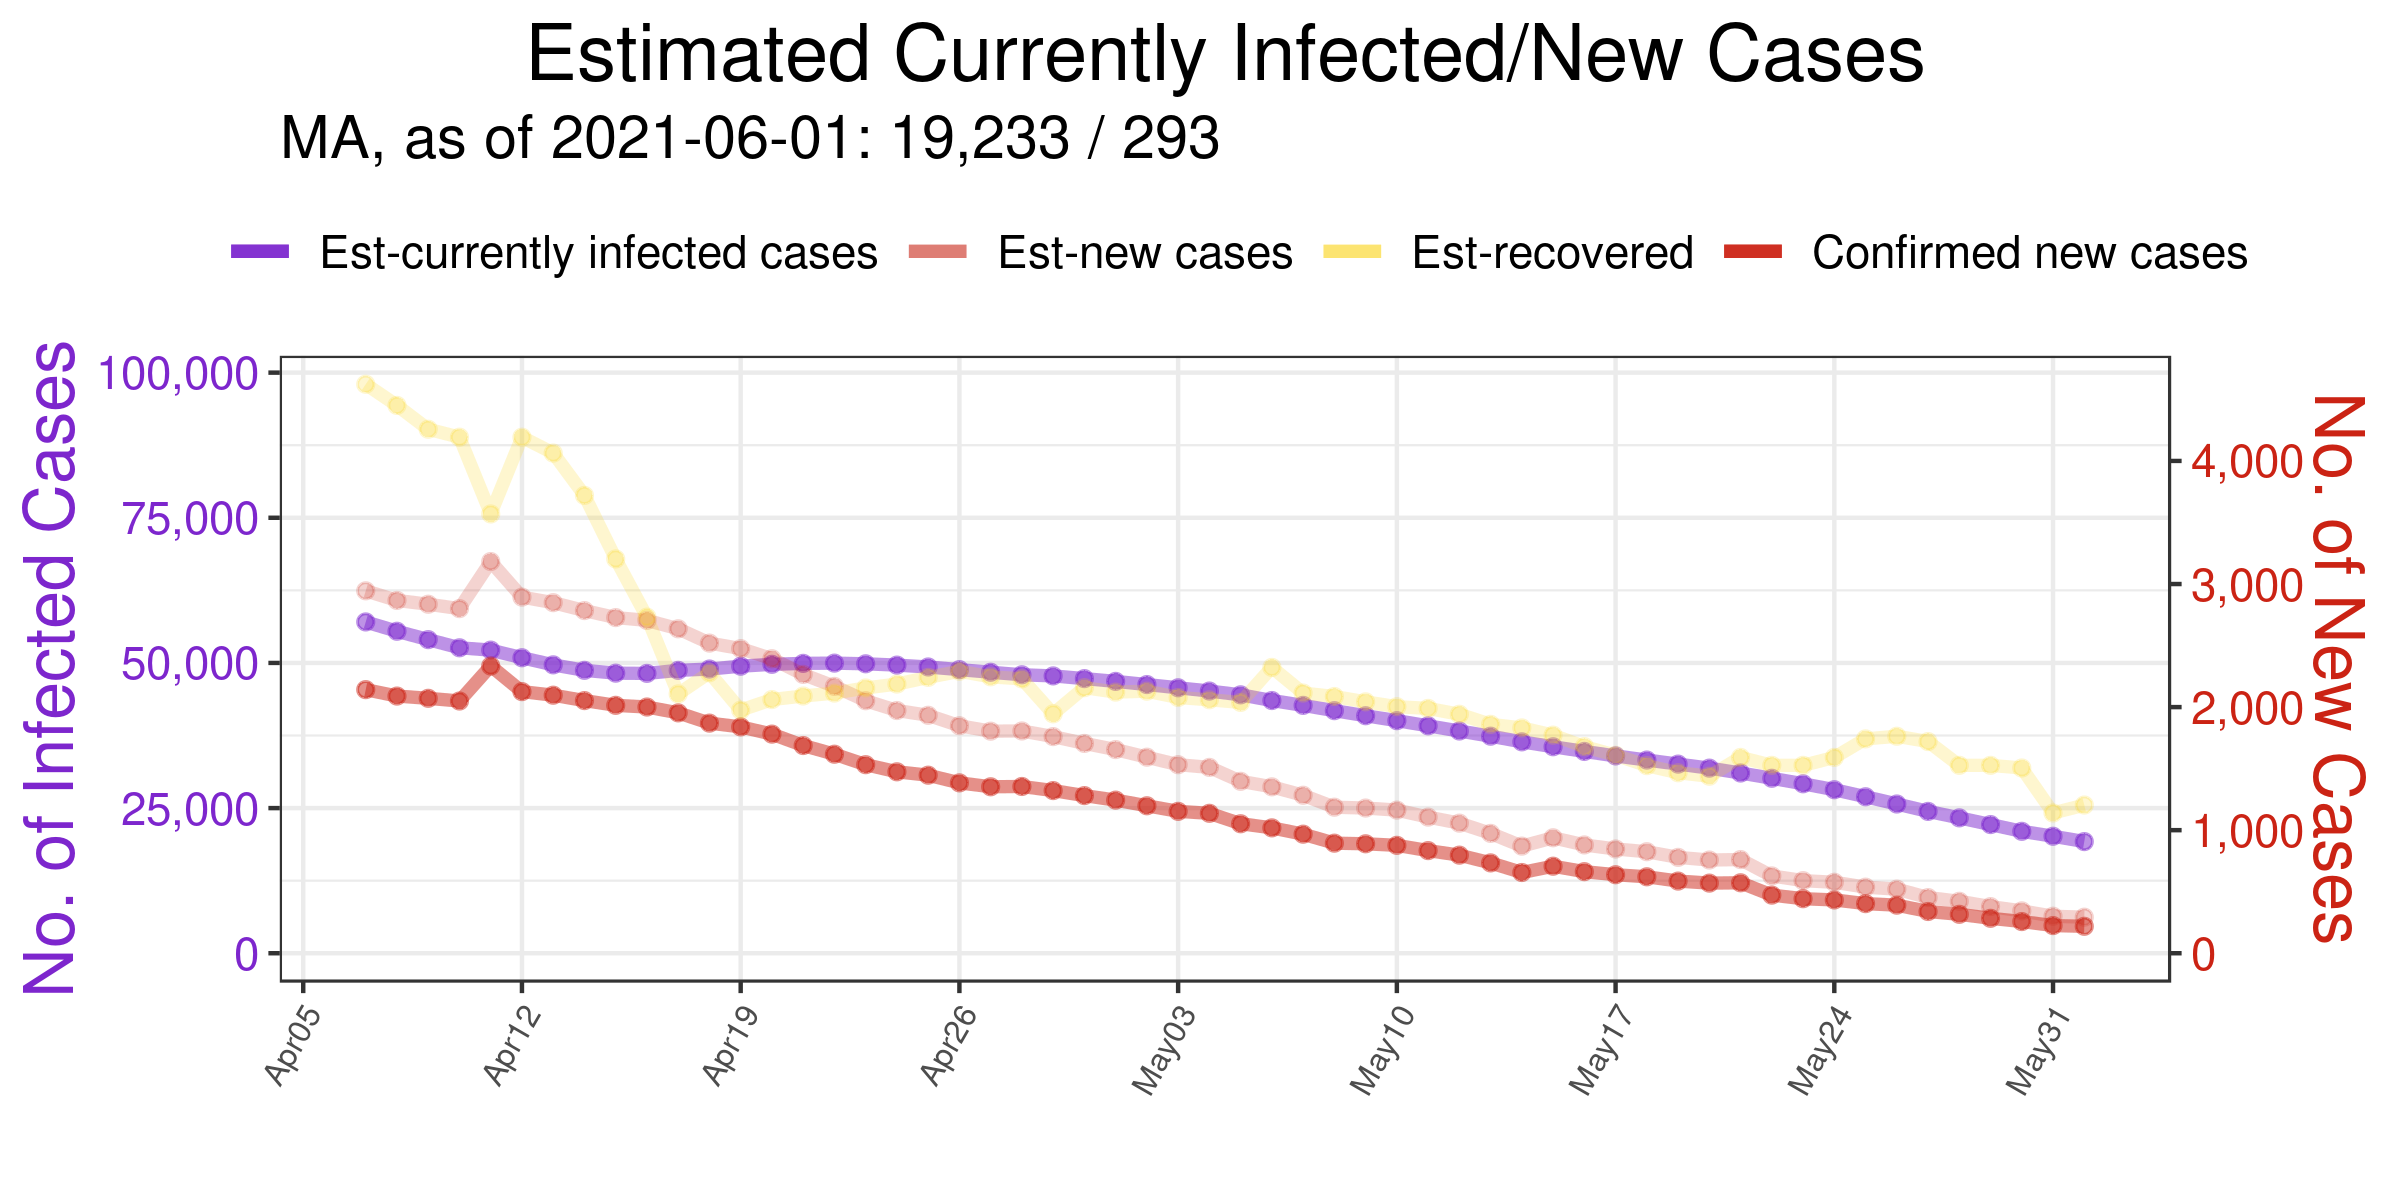 Estimated Currently Infected/New Cases
MA, as of 2021-06-01: 19,233 / 293
Est-currently infected cases Est-new cases Est-recovered Confirmed new cases
No. of Infected Cases
100,000
75,000
50,000
25,000
0
4,000
3,000
2,000
1,000
0
No. of New Cases
Apr05 Apr12 Apr19 Apr26 May03 May10 May17 May24 May31